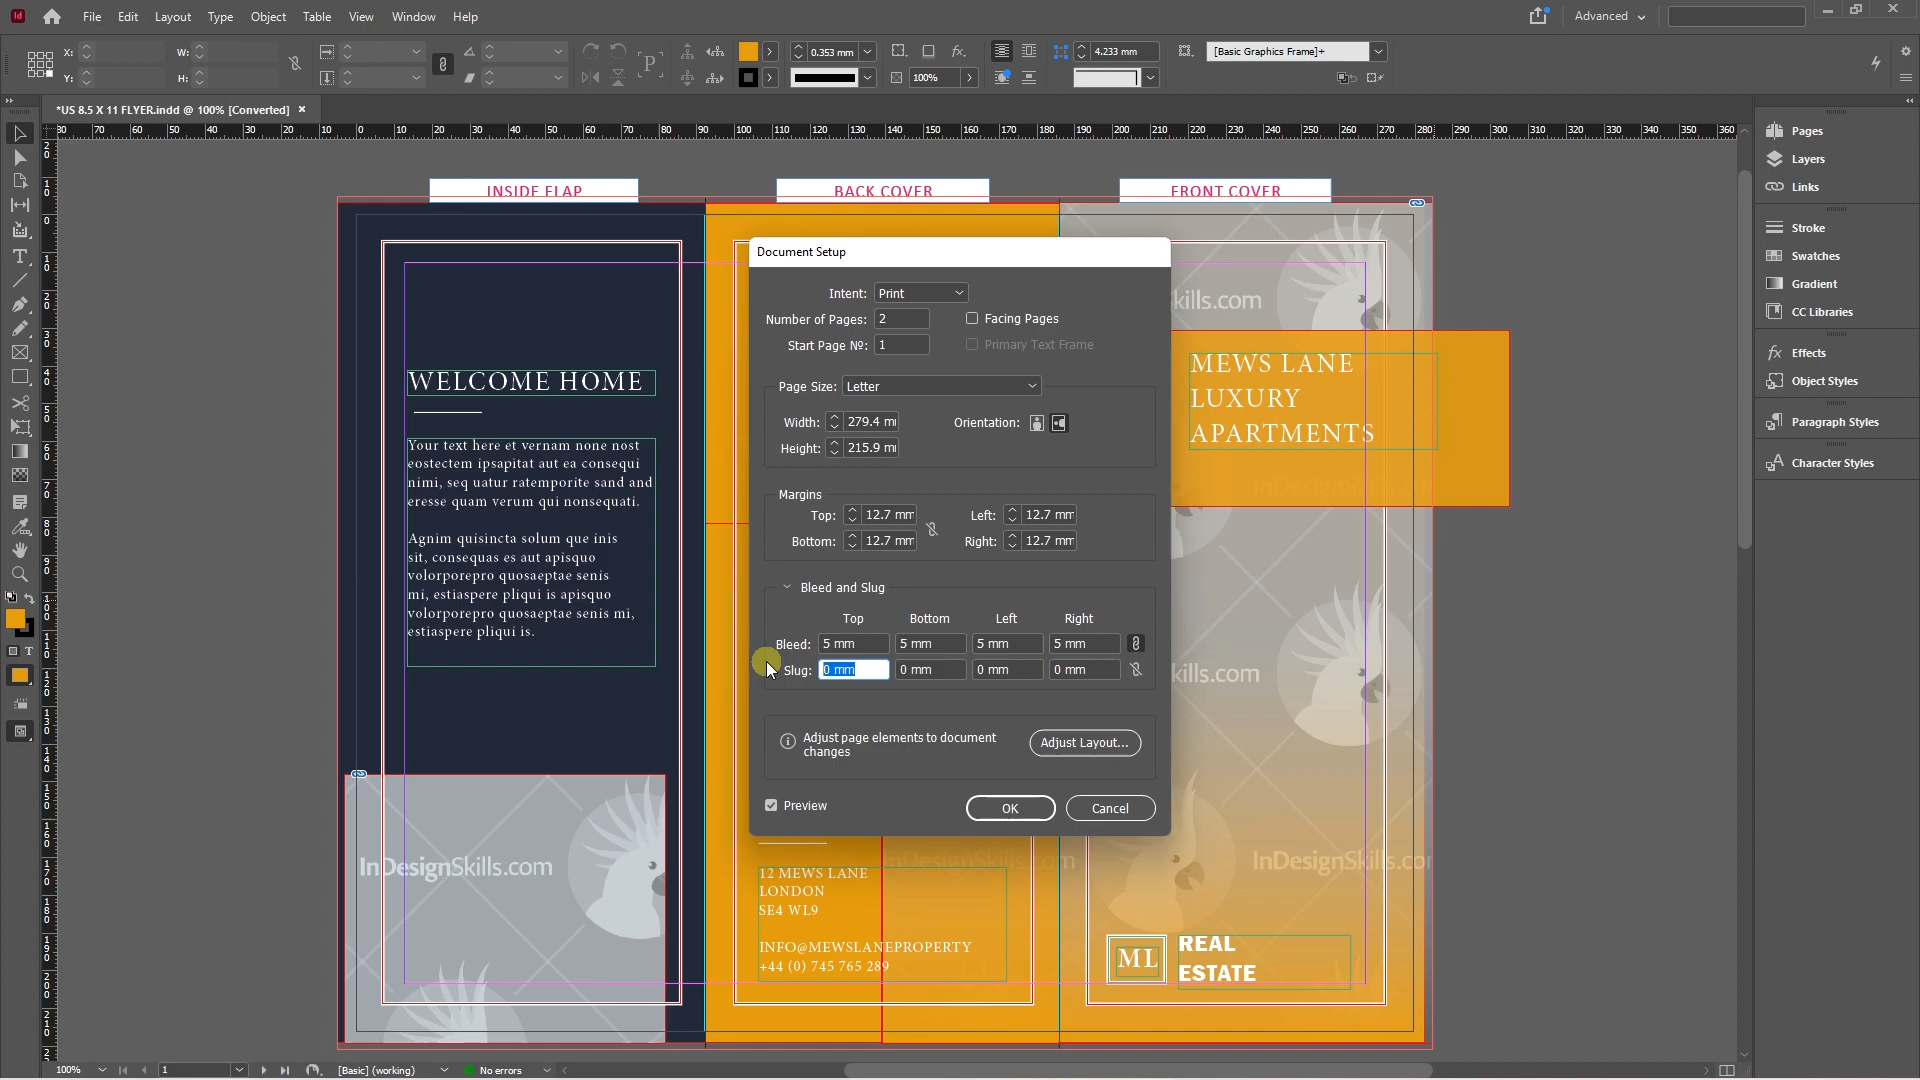 File Edit Layout Type Object Table View Window Help
Advanced
X: W: 0.353 mm 4.233 mm [Basic Graphics Frame]+
Y: H: 100%
*US 8.5 X 11 FLYER.indd @ 100% [Converted]
INSIDE FLAP
BACK COVER
FRONT COVER
WELCOME HOME
Your text here et vernam none nost
eostectem ipsapitat aut ea consequi
nimi, seq uatur ratemporite sand and
eresse quam verum qui nonsequati.
Agnim quisincta solum que inis
sit, consequas es aut apisquo
volorporepro quosaeptae senis
mi, estiaspere pliqui is apisquo
volorporepro quosaeptae senis mi,
estiaspere pliqui is.
InDesignSkills.com
Document Setup
Intent: Print
Number of Pages: 2 Facing Pages
Start Page №: 1 Primary Text Frame
Page Size: Letter
Width: 279.4 m Orientation:
Height: 215.9 m
Margins
Top: 12.7 mm Left: 12.7 mm
Bottom: 12.7 mm Right: 12.7 mm
Bleed and Slug
Top Bottom Left Right
Bleed: 5 mm 5 mm 5 mm 5 mm
Slug: 0 mm 0 mm 0 mm 0 mm
Adjust page elements to document
changes
Adjust Layout...
Preview OK Cancel
12 MEWS LANE
LONDON
SE4 WL9
INFO@MEWSLANEPROPERTY
+44 (0) 745 765 289
kills.com
MEWS LANE
LUXURY
APARTMENTS
kills.com
InDesignSkills.co
ML
REAL
ESTATE
Pages
Layers
Links
Stroke
Swatches
Gradient
CC Libraries
Effects
Object Styles
Paragraph Styles
Character Styles
100% 1 [Basic] (working) No errors